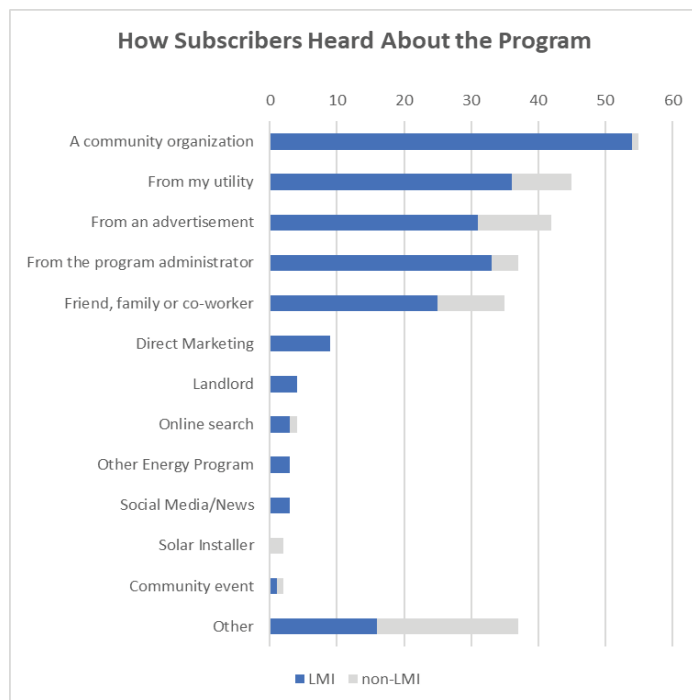 How Subscribers Heard About the Program
0 10 20 30 40 50 60
A community organization
From my utility
From an advertisement
From the program administrator
Friend, family or co-worker
Direct Marketing
Landlord
Online search
Other Energy Program
Social Media/News
Solar Installer
Community event
Other
LMI non-LMI